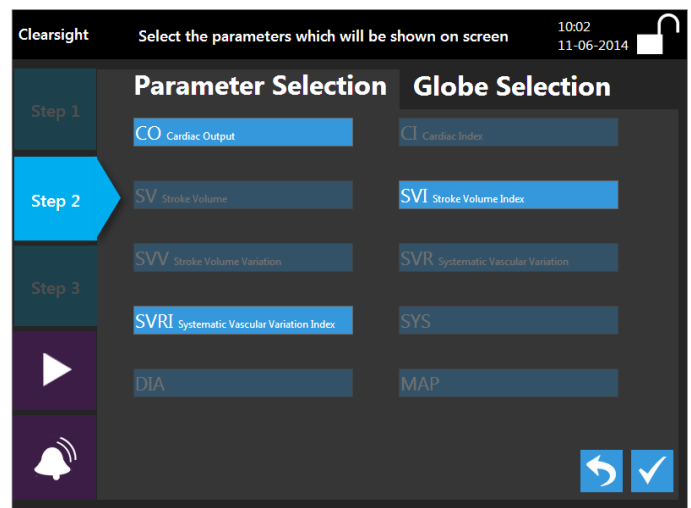 Clearsight
Select the parameters which will be shown on screen
10:02
11-06-2014
Parameter Selection
Globe Selection
Step 1
Step 2
Step 3
CO Cardiac Output
CI Cardiac Index
SV Stroke Volume
SVI Stroke Volume Index
SVV Stroke Volume Variation
SVR Systematic Vascular Variation
SVRI Systematic Vascular Variation Index
SYS
DIA
MAP